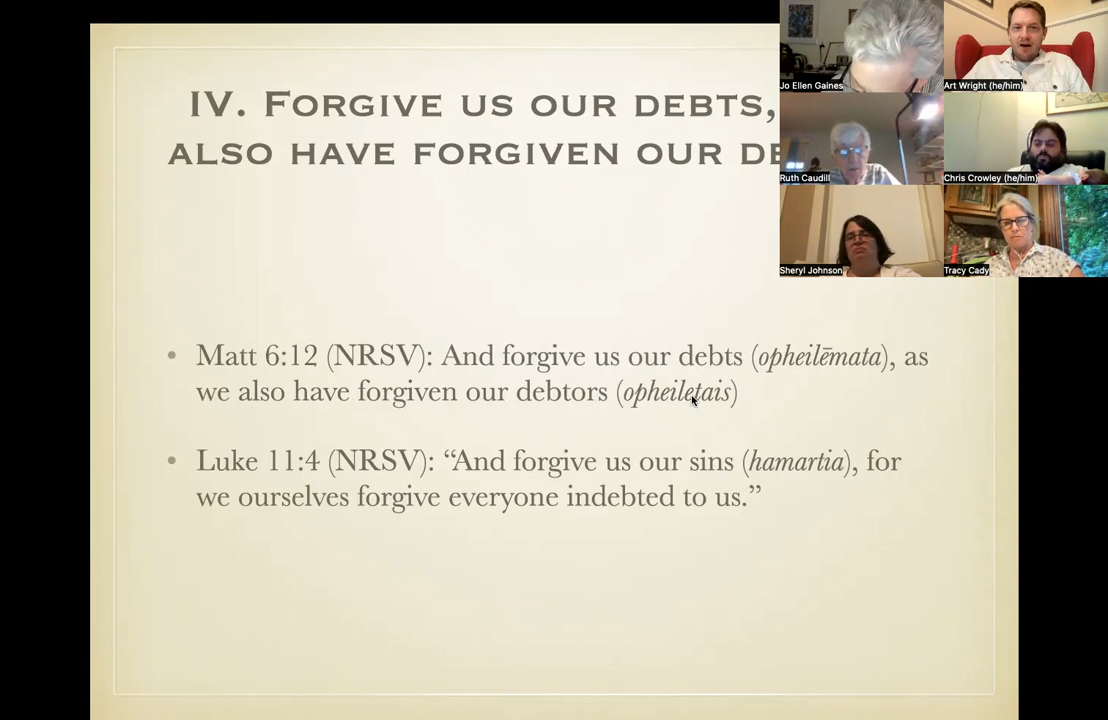 IV. Forgive us our debts,
also have forgiven our de
• Matt 6:12 (NRSV): And forgive us our debts (opheilēmata), as
we also have forgiven our debtors (opheiletais)
• Luke 11:4 (NRSV): “And forgive us our sins (hamartia), for
we ourselves forgive everyone indebted to us.”
Jo Ellen Gaines
Art Wright (he/him)
Ruth Caudill
Chris Crowley (he/him)
Sheryl Johnson
Tracy Cady